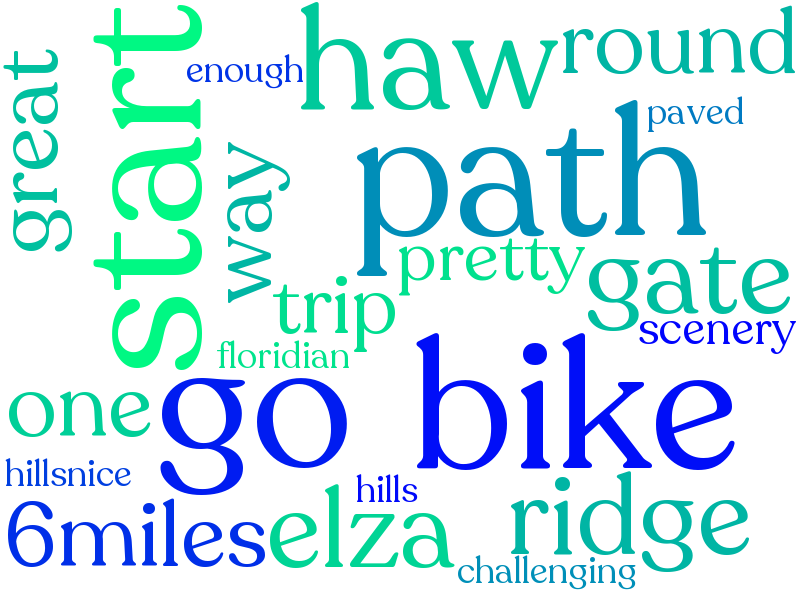 great
start
enough
haw
round
paved
way
path
pretty
gate
trip
scenery
floridian
one
go
bike
hillsnice
hills
6miles
elza
ridge
challenging